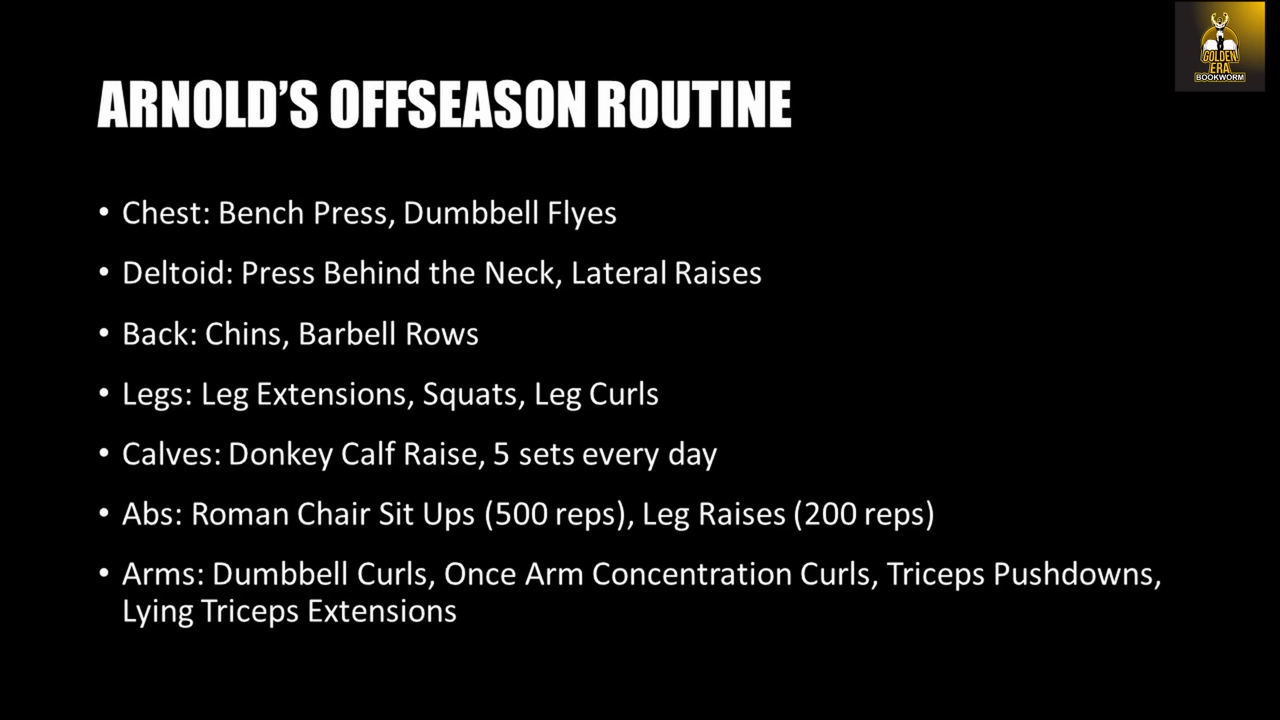 GOLDEN
ERA
BOOKWORM
ARNOLD'S OFFSEASON ROUTINE
• Chest: Bench Press, Dumbbell Flyes
• Deltoid: Press Behind the Neck, Lateral Raises
• Back: Chins, Barbell Rows
• Legs: Leg Extensions, Squats, Leg Curls
• Calves: Donkey Calf Raise, 5 sets every day
• Abs: Roman Chair Sit Ups (500 reps), Leg Raises (200 reps)
• Arms: Dumbbell Curls, Once Arm Concentration Curls, Triceps Pushdowns,
Lying Triceps Extensions